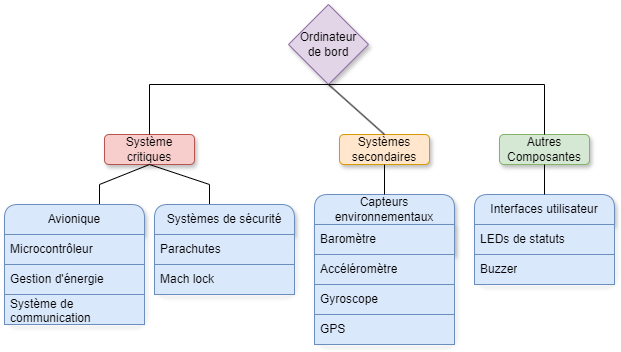 Ordinateur
de bord
Système
critiques
Systèmes
secondaires
Autres
Composantes
Avionique
Microcontrôleur
Gestion d'énergie
Système de
communication
Systèmes de sécurité
Parachutes
Mach lock
Capteurs
environnementaux
Baromètre
Accéléromètre
Gyroscope
GPS
Interfaces utilisateur
LEDs de statuts
Buzzer